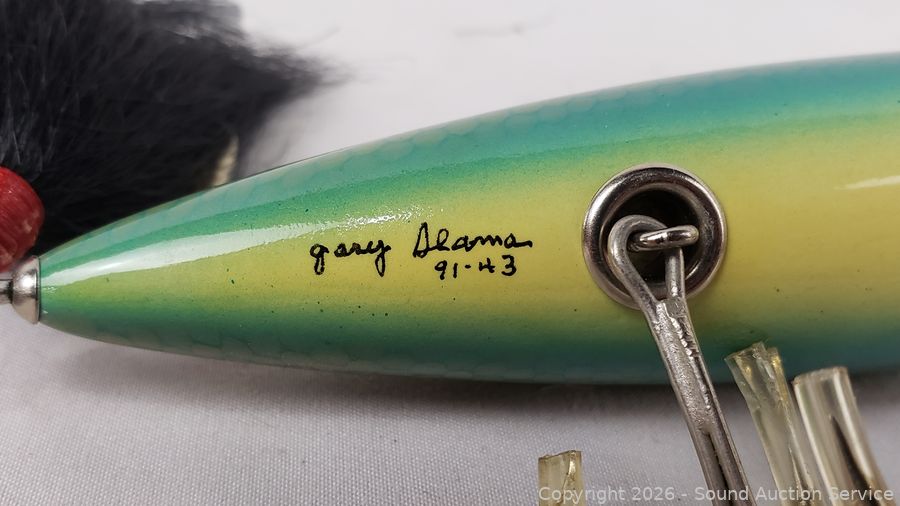 gary Slama
91-43
Copyright 2026 - Sound Auction Service